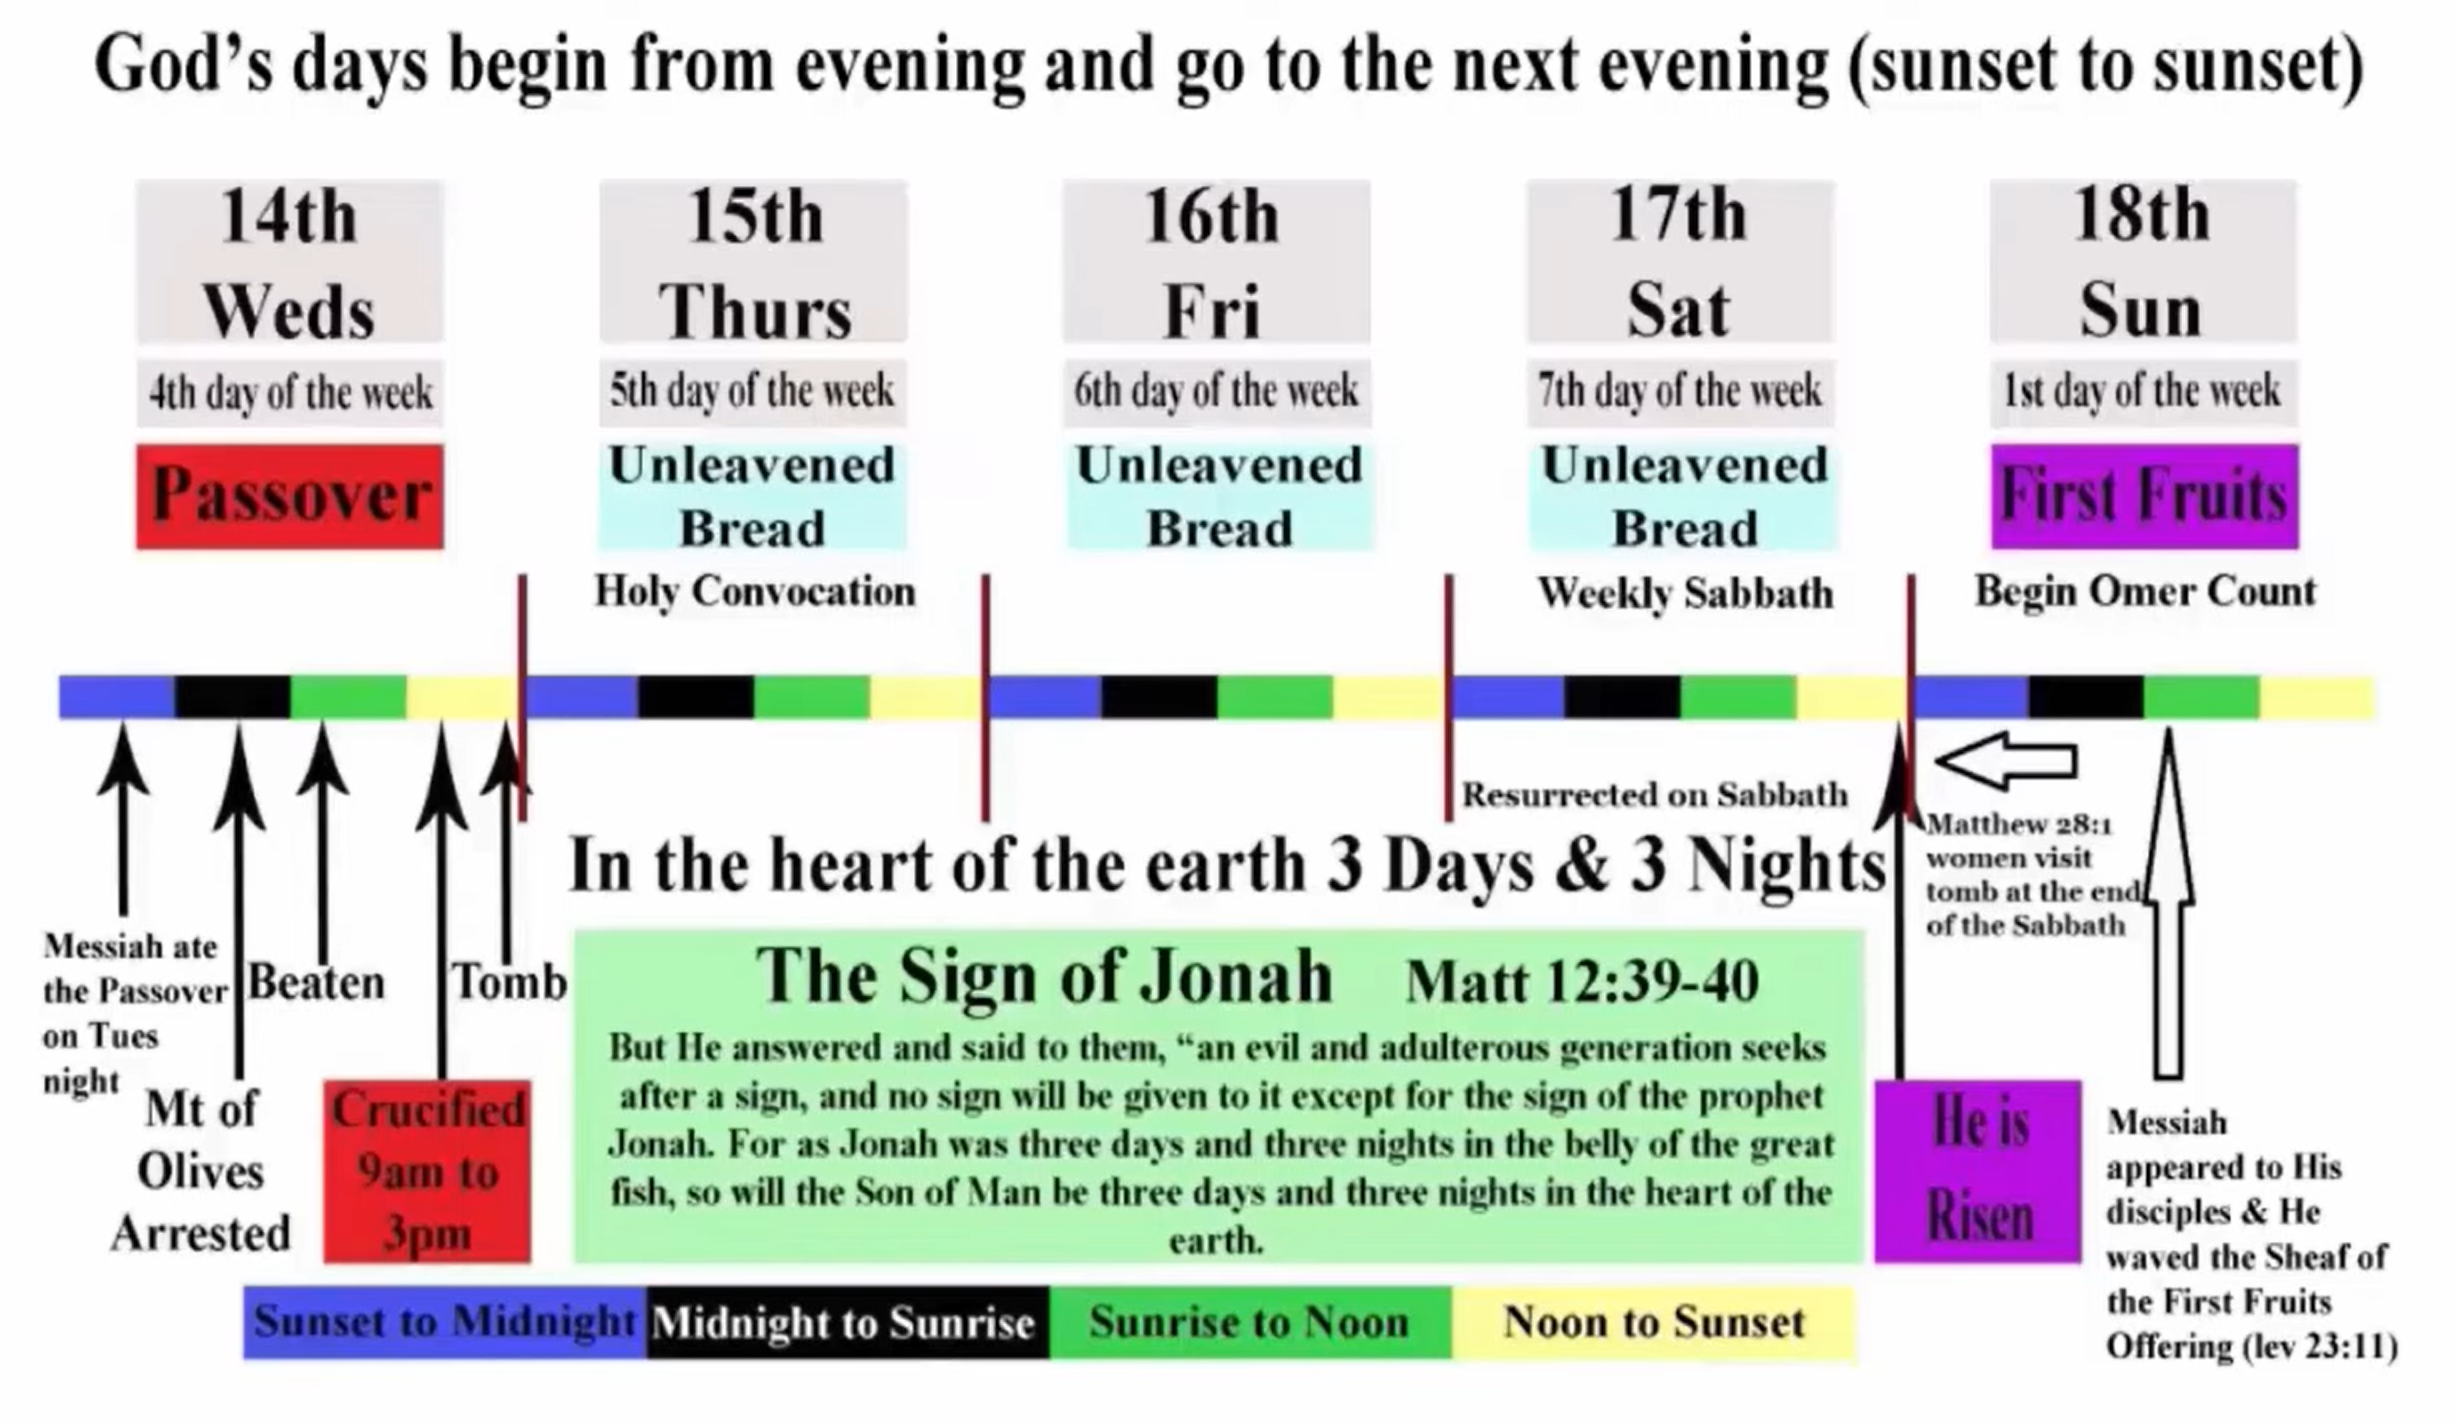 God's days begin from evening and go to the next evening (sunset to sunset)
14th
Weds
4th day of the week
Passover
15th
Thurs
5th day of the week
Unleavened
Bread
Holy Convocation
16th
Fri
6th day of the week
Unleavened
Bread
17th
Sat
7th day of the week
Unleavened
Bread
Weekly Sabbath
18th
Sun
1st day of the week
First Fruits
Begin Omer Count
Messiah ate
the Passover
on Tues
night
Mt of
Olives
Arrested
Beaten
Crucified
9am to
3pm
Tomb
Resurrected on Sabbath
In the heart of the earth 3 Days & 3 Nights
The Sign of Jonah Matt 12:39-40
But He answered and said to them, “an evil and adulterous generation seeks
after a sign, and no sign will be given to it except for the sign of the prophet
Jonah. For as Jonah was three days and three nights in the belly of the great
fish, so will the Son of Man be three days and three nights in the heart of the
earth.
He is
Risen
Matthew 28:1
women visit
tomb at the end
of the Sabbath
Messiah
appeared to His
disciples & He
waved the Sheaf of
the First Fruits
Offering (lev 23:11)
Sunset to Midnight
Midnight to Sunrise
Sunrise to Noon
Noon to Sunset